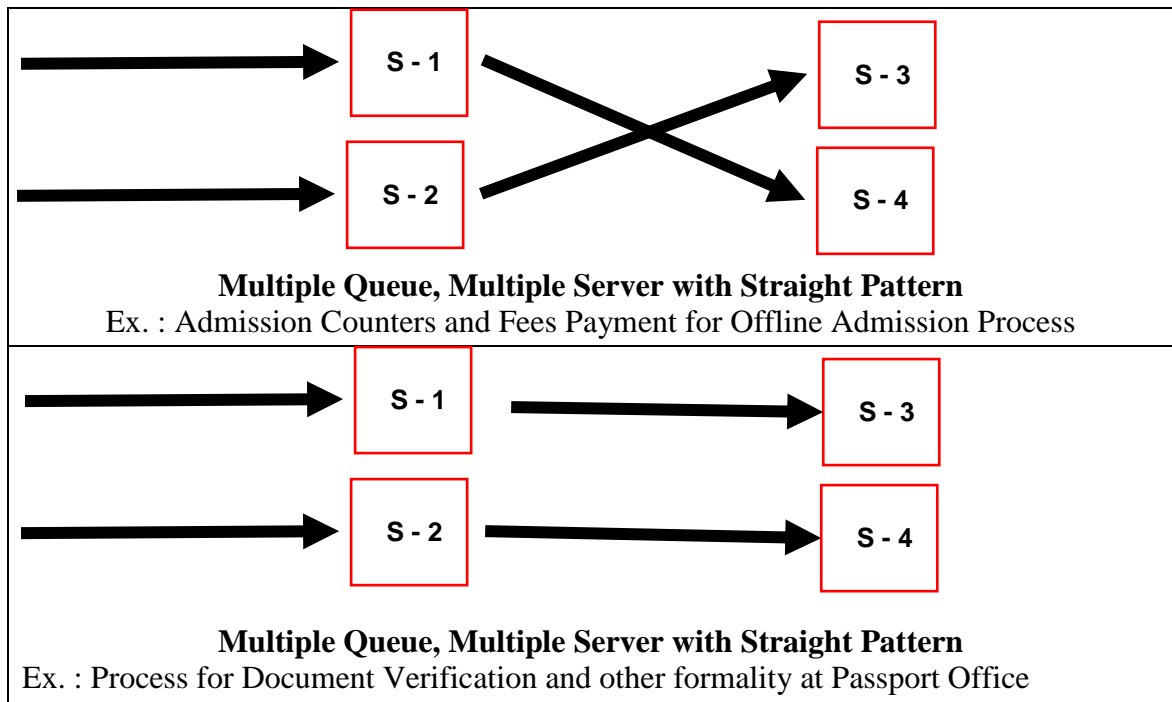 S - 1
S - 3
S - 2
S - 4
Multiple Queue, Multiple Server with Straight Pattern
Ex. : Admission Counters and Fees Payment for Offline Admission Process
S - 1
S - 3
S - 2
S - 4
Multiple Queue, Multiple Server with Straight Pattern
Ex. : Process for Document Verification and other formality at Passport Office